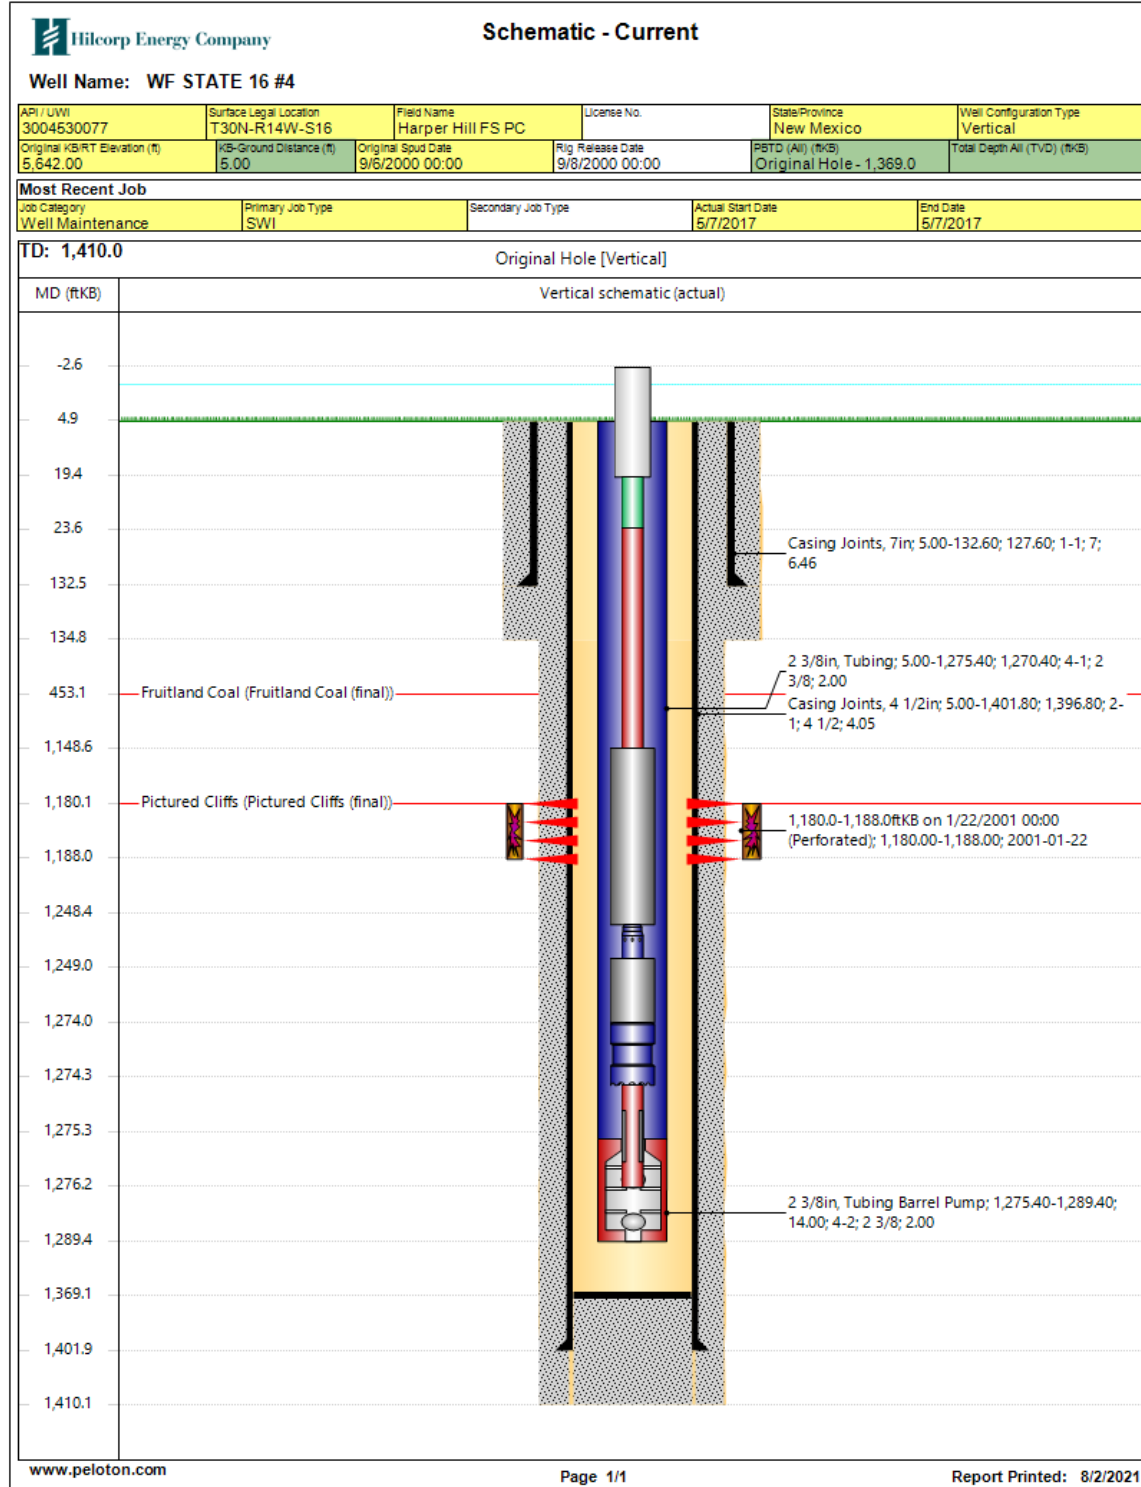 Hilcorp Energy Company
Schematic - Current
Well Name: WF STATE 16 #4
API / UWI
3004530077
Surface Legal Location
T30N-R14W-S16
Field Name
Harper Hill FS PC
License No.
State/Province
New Mexico
Well Configuration Type
Vertical
Original KB/RT Elevation (ft)
5,642.00
KB-Ground Distance (ft)
5.00
Original Spud Date
9/6/2000 00:00
Rig Release Date
9/8/2000 00:00
PBTD (All) (ftKB)
Original Hole - 1,369.0
Total Depth All (TVD) (ftKB)
Most Recent Job
Job Category
Well Maintenance
Primary Job Type
SWI
Secondary Job Type
Actual Start Date
5/7/2017
End Date
5/7/2017
TD: 1,410.0
Original Hole [Vertical]
MD (ftKB)
Vertical schematic (actual)
-2.6
4.9
19.4
23.6
Casing Joints, 7in; 5.00-132.60; 127.60; 1-1; 7;
6.46
132.5
134.8
2 3/8in, Tubing; 5.00-1,275.40; 1,270.40; 4-1; 2
3/8; 2.00
453.1
Fruitland Coal (Fruitland Coal (final))
Casing Joints, 4 1/2in; 5.00-1,401.80; 1,396.80; 2-
1; 4 1/2; 4.05
1,148.6
1,180.1
Pictured Cliffs (Pictured Cliffs (final))
1,180.0-1,188.0ftKB on 1/22/2001 00:00
(Perforated); 1,180.00-1,188.00; 2001-01-22
1,188.0
1,248.4
1,249.0
1,274.0
1,274.3
1,275.3
1,276.2
2 3/8in, Tubing Barrel Pump; 1,275.40-1,289.40;
14.00; 4-2; 2 3/8; 2.00
1,289.4
1,369.1
1,401.9
1,410.1
www.peloton.com
Page 1/1
Report Printed: 8/2/2021